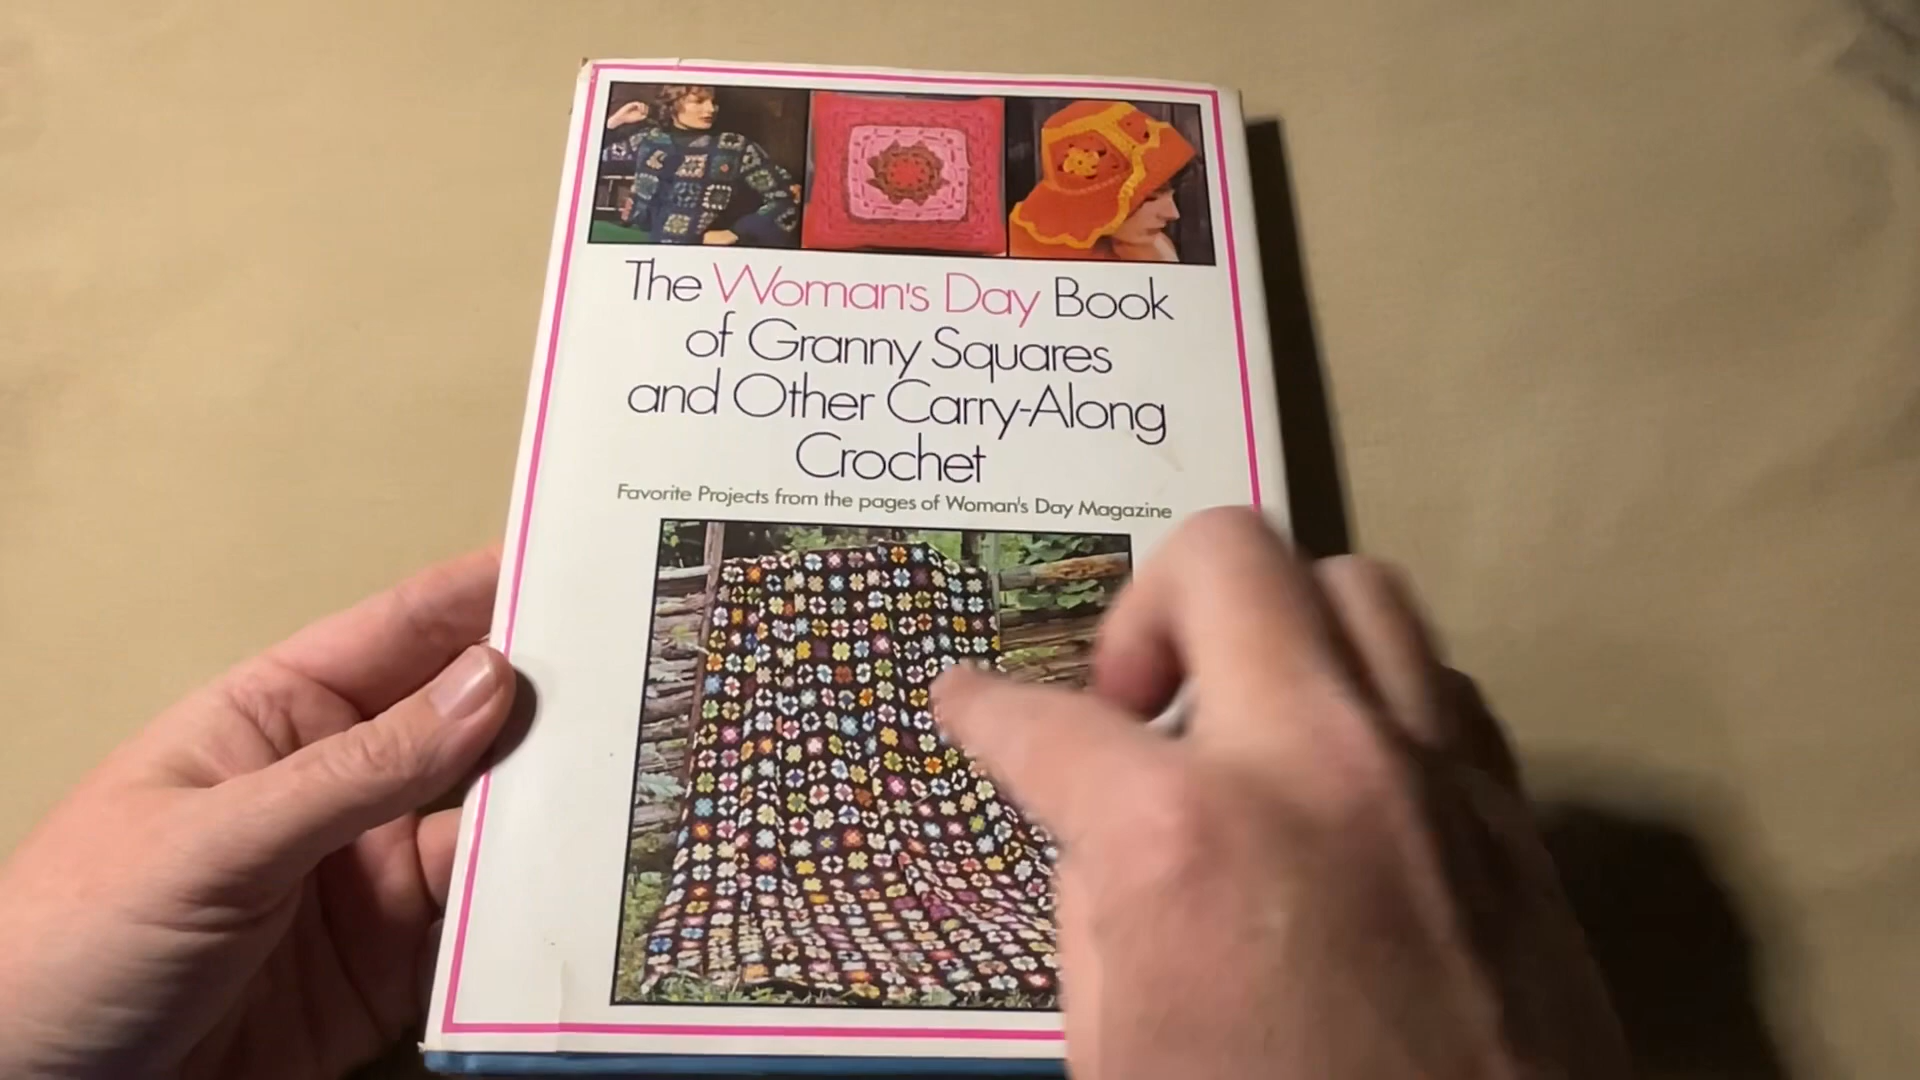 The Woman's Day Book
of Granny Squares
and Other Carry-Along
Crochet
Favorite Projects from the pages of Woman's Day Magazine